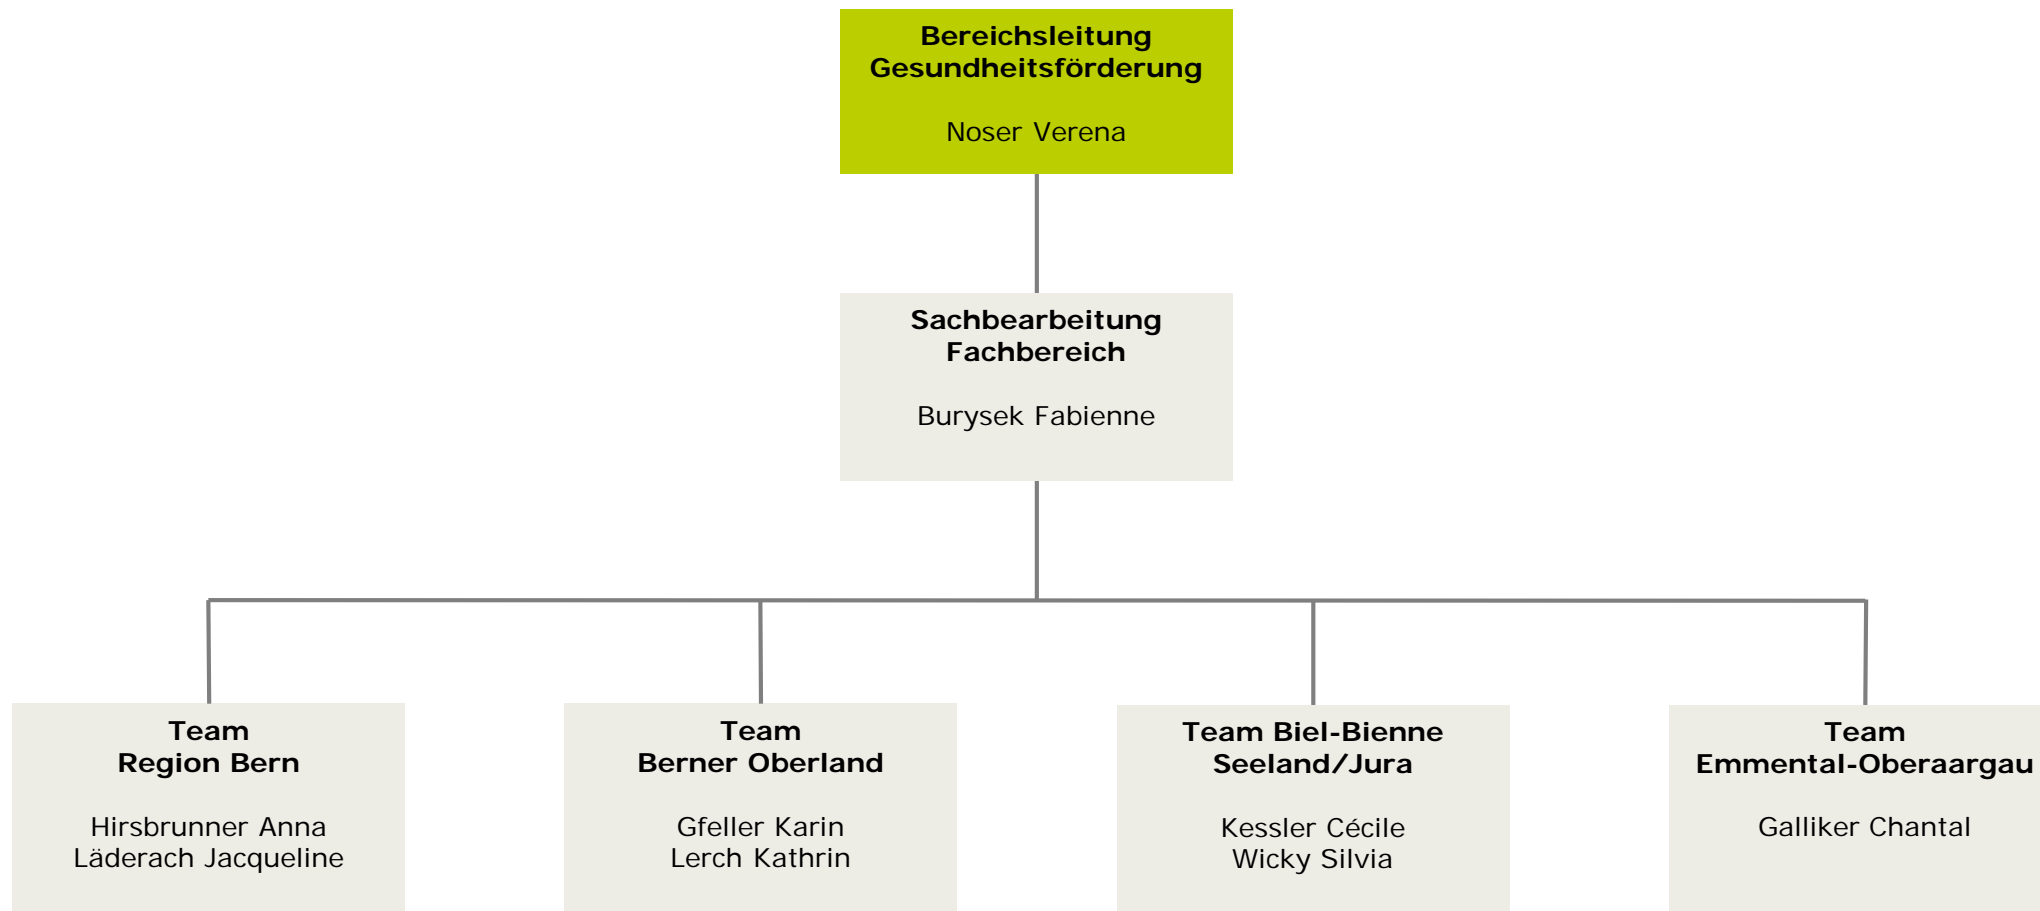 Bereichsleitung
Gesundheitsförderung
Noser Verena
Sachbearbeitung
Fachbereich
Burysek Fabienne
Team
Region Bern
Hirsbrunner Anna
Läderach Jacqueline
Team
Berner Oberland
Gfeller Karin
Lerch Kathrin
Team Biel-Bienne
Seeland/Jura
Kessler Cécile
Wicky Silvia
Team
Emmental-Oberaargau
Galliker Chantal